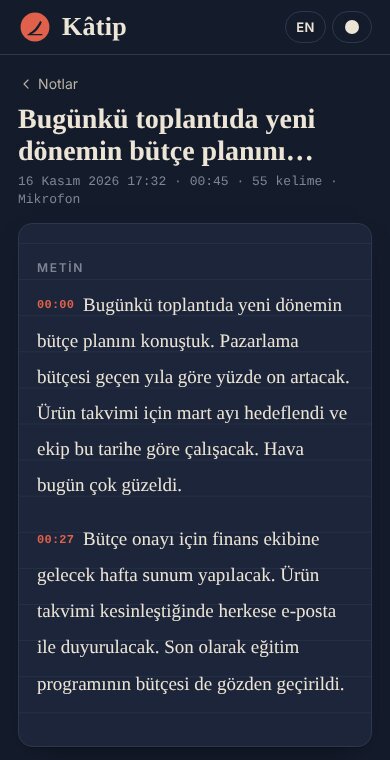 Kâtip
EN
Notlar
Bugünkü toplantıda yeni
dönemin bütçe planını…
16 Kasım 2026 17:32 · 00:45 · 55 kelime ·
Mikrofon
METİN
00:00 Bugünkü toplantıda yeni dönemin
bütçe planını konuştuk. Pazarlama
bütçesi geçen yıla göre yüzde on artacak.
Ürün takvimi için mart ayı hedeflendi ve
ekip bu tarihe göre çalışacak. Hava
bugün çok güzeldi.
00:27 Bütçe onayı için finans ekibine
gelecek hafta sunum yapılacak. Ürün
takvimi kesinleştiğinde herkese e-posta
ile duyurulacak. Son olarak eğitim
programının bütçesi de gözden geçirildi.